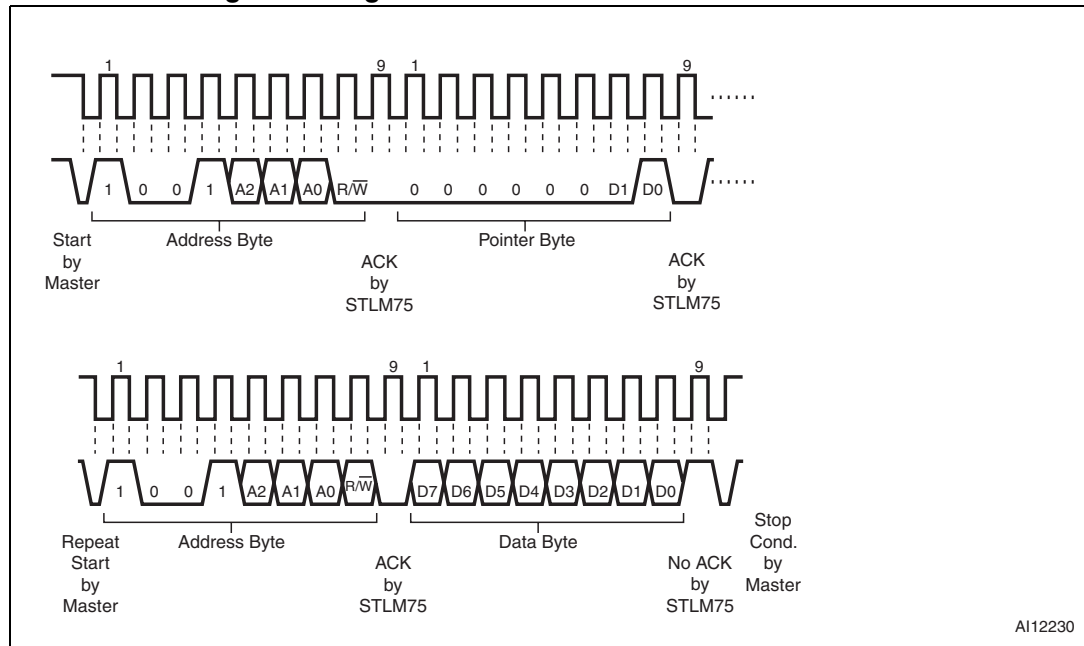 1 9 1 9
1 0 0 1 A2 A1 A0 R/W̅ 0 0 0 0 0 0 D1 D0
Address Byte Pointer Byte
Start
by
Master
ACK
by
STLM75
ACK
by
STLM75
1 9 1 9
1 0 0 1 A2 A1 A0 R/W̅ D7 D6 D5 D4 D3 D2 D1 D0
Address Byte Data Byte
Repeat
Start
by
Master
ACK
by
STLM75
No ACK
by
STLM75
Stop
Cond.
by
Master
AI12230